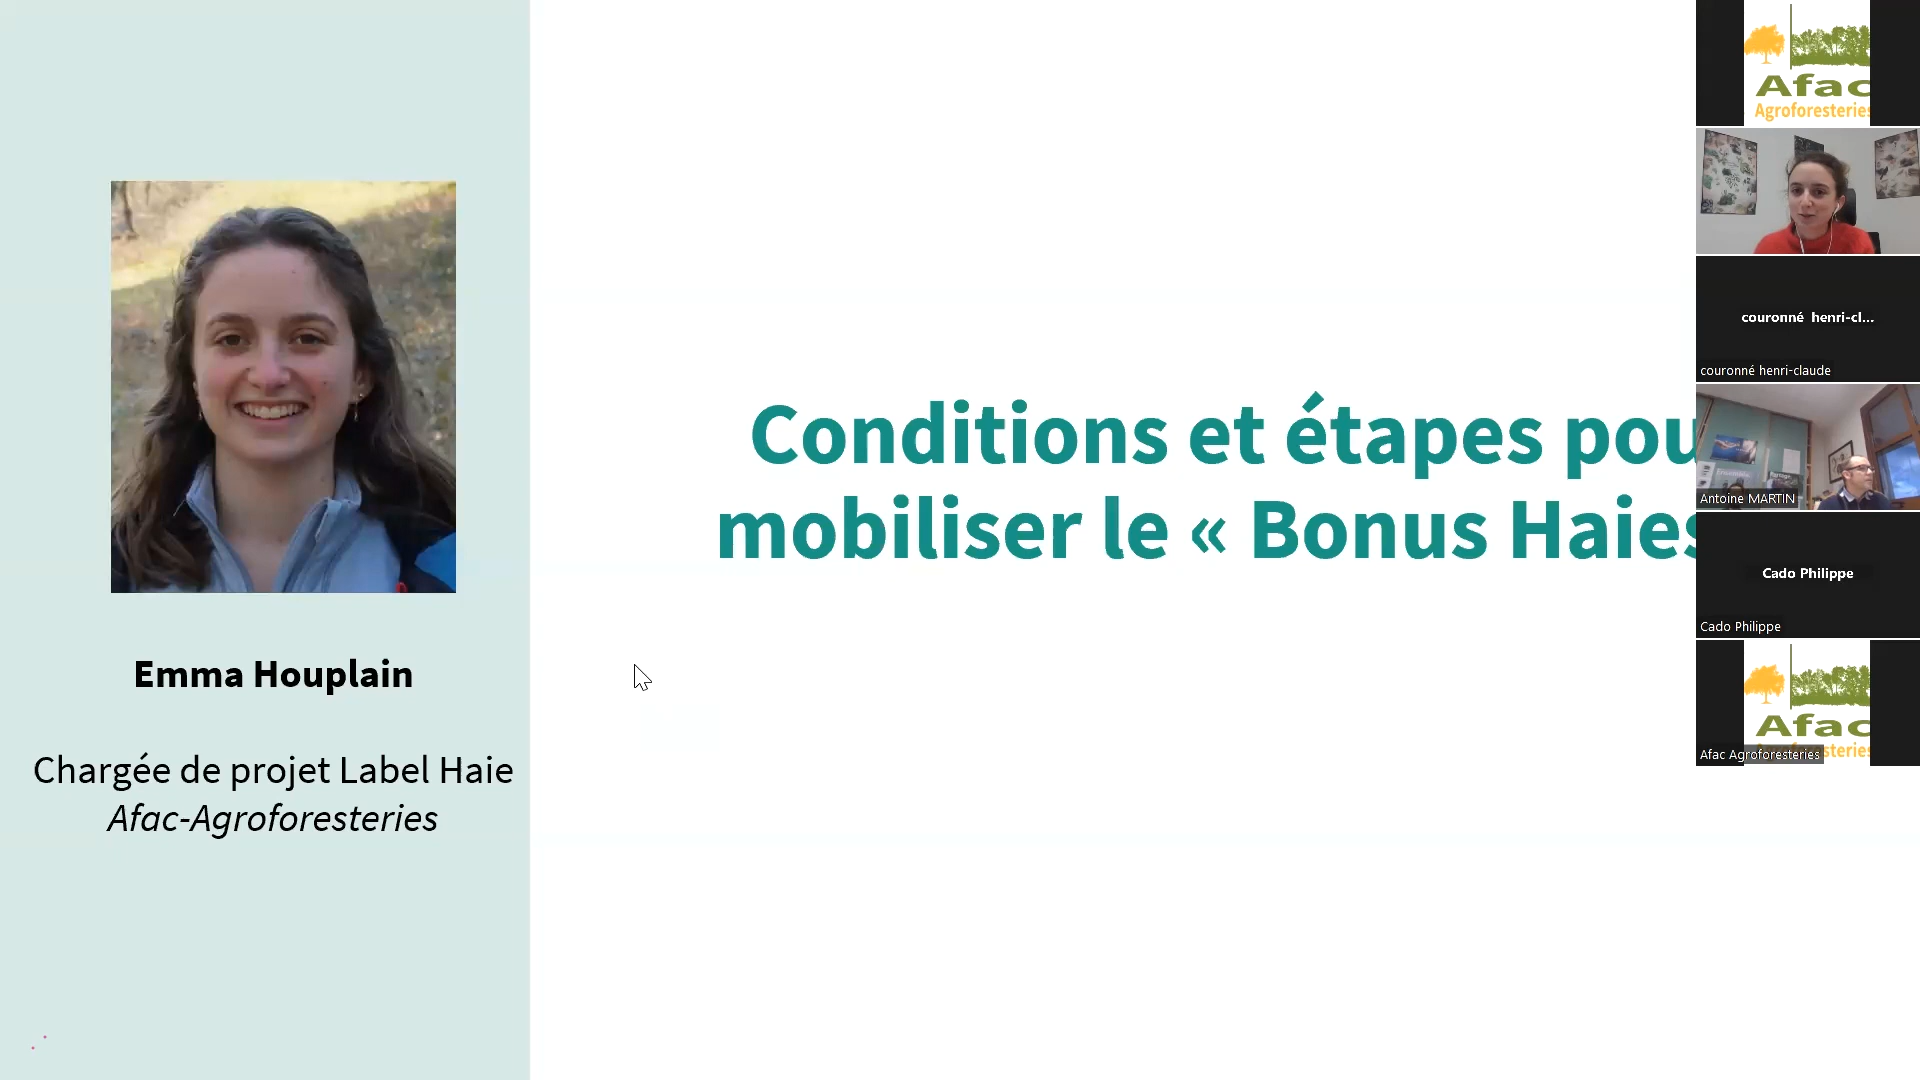 Emma Houplain
Chargée de projet Label Haie
Afac-Agroforesteries
Conditions et étapes pou
mobiliser le « Bonus Haies
Afac
Agroforesteries
couronné henri-cl...
couronné henri-claude
Antoine MARTIN
Cado Philippe
Cado Philippe
Afac
Afac Agroforesteries